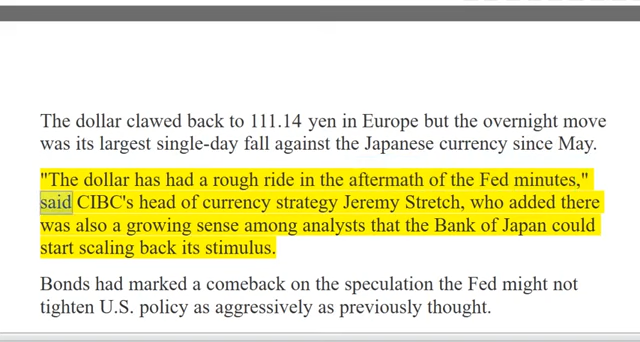 The dollar clawed back to 111.14 yen in Europe but the overnight move
was its largest single-day fall against the Japanese currency since May.
"The dollar has had a rough ride in the aftermath of the Fed minutes,"
said CIBC's head of currency strategy Jeremy Stretch, who added there
was also a growing sense among analysts that the Bank of Japan could
start scaling back its stimulus.
Bonds had marked a comeback on the speculation the Fed might not
tighten U.S. policy as aggressively as previously thought.